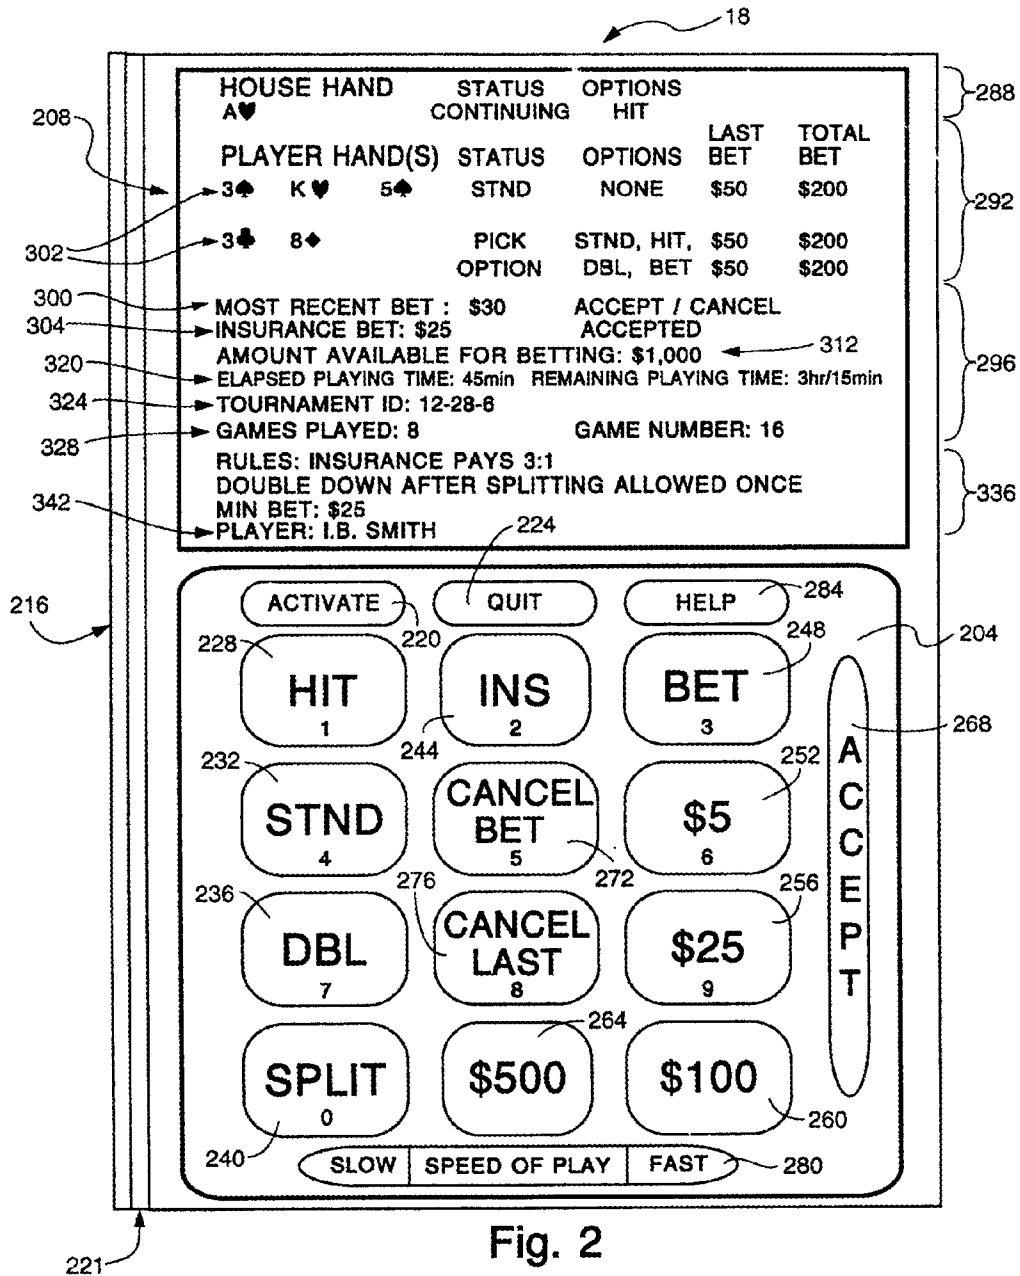 18
HOUSE HAND STATUS OPTIONS
A♥ CONTINUING HIT
288
208
LAST TOTAL
PLAYER HAND(S) STATUS OPTIONS BET BET
3♠ K♥ 5♠ STND NONE $50 $200
292
302
3♣ 8♦ PICK STND, HIT, $50 $200
OPTION DBL, BET $50 $200
300
MOST RECENT BET : $30 ACCEPT / CANCEL
304
INSURANCE BET: $25 ACCEPTED
AMOUNT AVAILABLE FOR BETTING: $1,000
312
320
ELAPSED PLAYING TIME: 45min REMAINING PLAYING TIME: 3hr/15min
296
324
TOURNAMENT ID: 12-28-6
328
GAMES PLAYED: 8 GAME NUMBER: 16
RULES: INSURANCE PAYS 3:1
DOUBLE DOWN AFTER SPLITTING ALLOWED ONCE
336
342
MIN BET: $25
PLAYER: I.B. SMITH
224
216
ACTIVATE QUIT HELP
284
220
228
248
204
HIT INS BET
1 2 3
244
268
232
252
STND CANCEL BET $5
4 5 6
272
276
236
256
DBL CANCEL LAST $25
7 8 9
264
ACCEPT
SPLIT $500 $100
0
260
240
SLOW SPEED OF PLAY FAST
280
221
Fig. 2